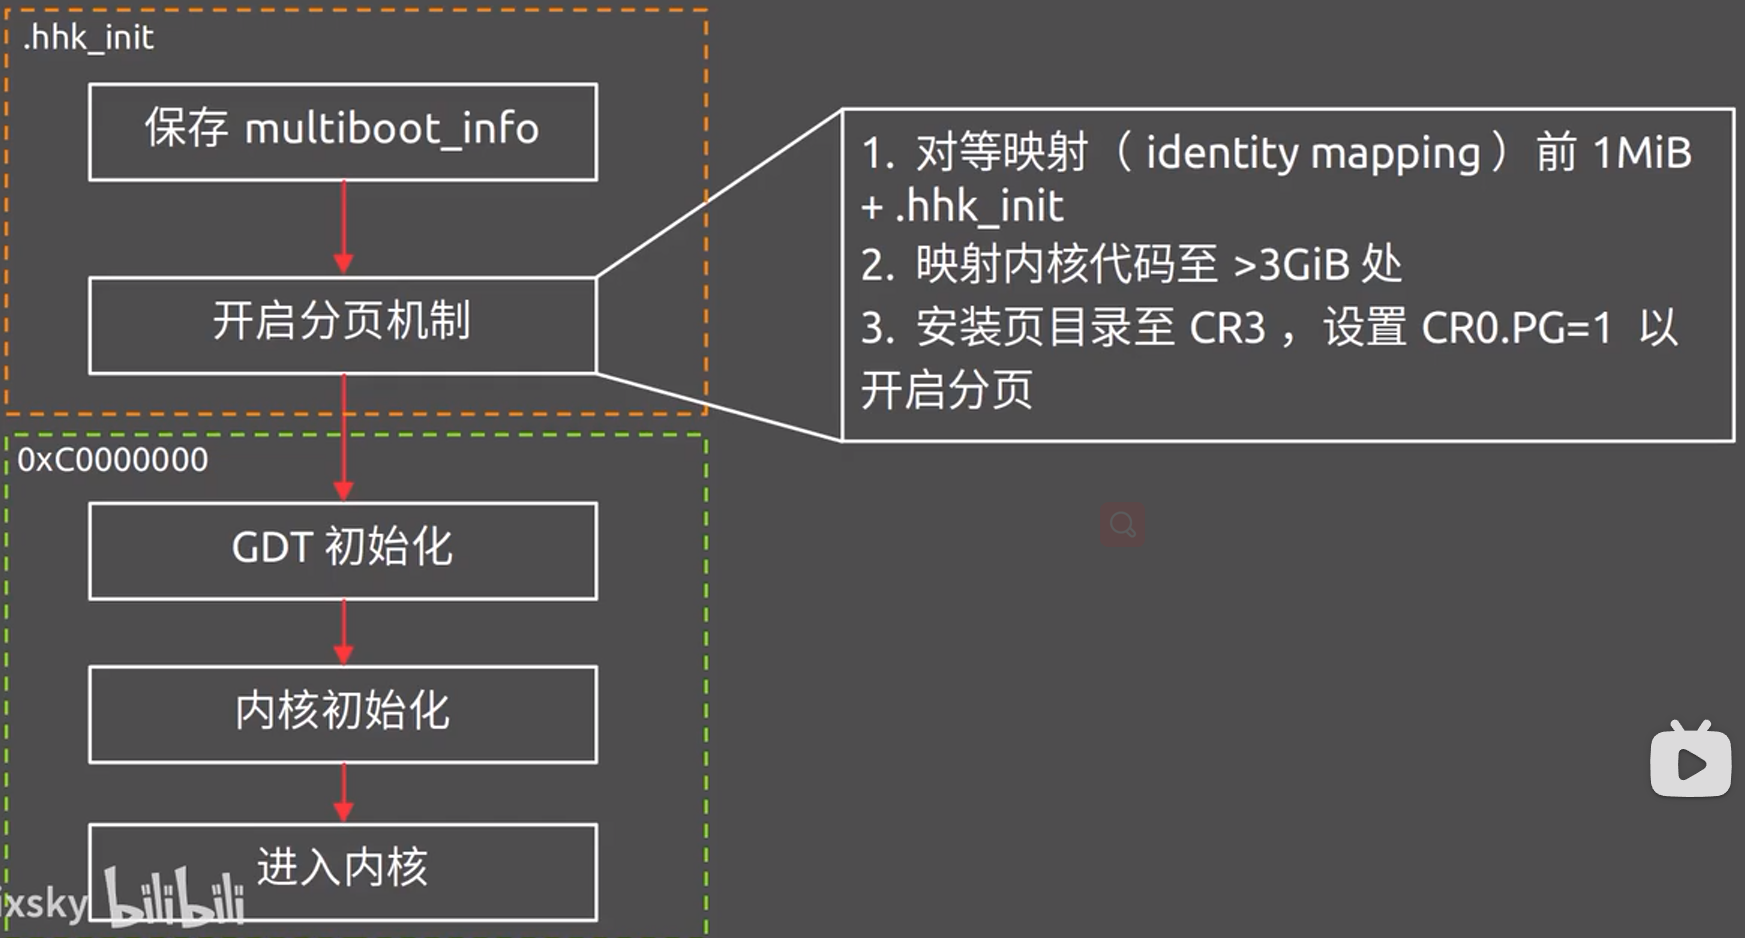 .hhk_init
保存 multiboot_info
开启分页机制
1. 对等映射（ identity mapping ）前 1MiB
+ .hhk_init
2. 映射内核代码至 >3GiB 处
3. 安装页目录至 CR3 ，设置 CR0.PG=1 以
开启分页
0xC0000000
GDT 初始化
内核初始化
进入内核
ixsky bilibili